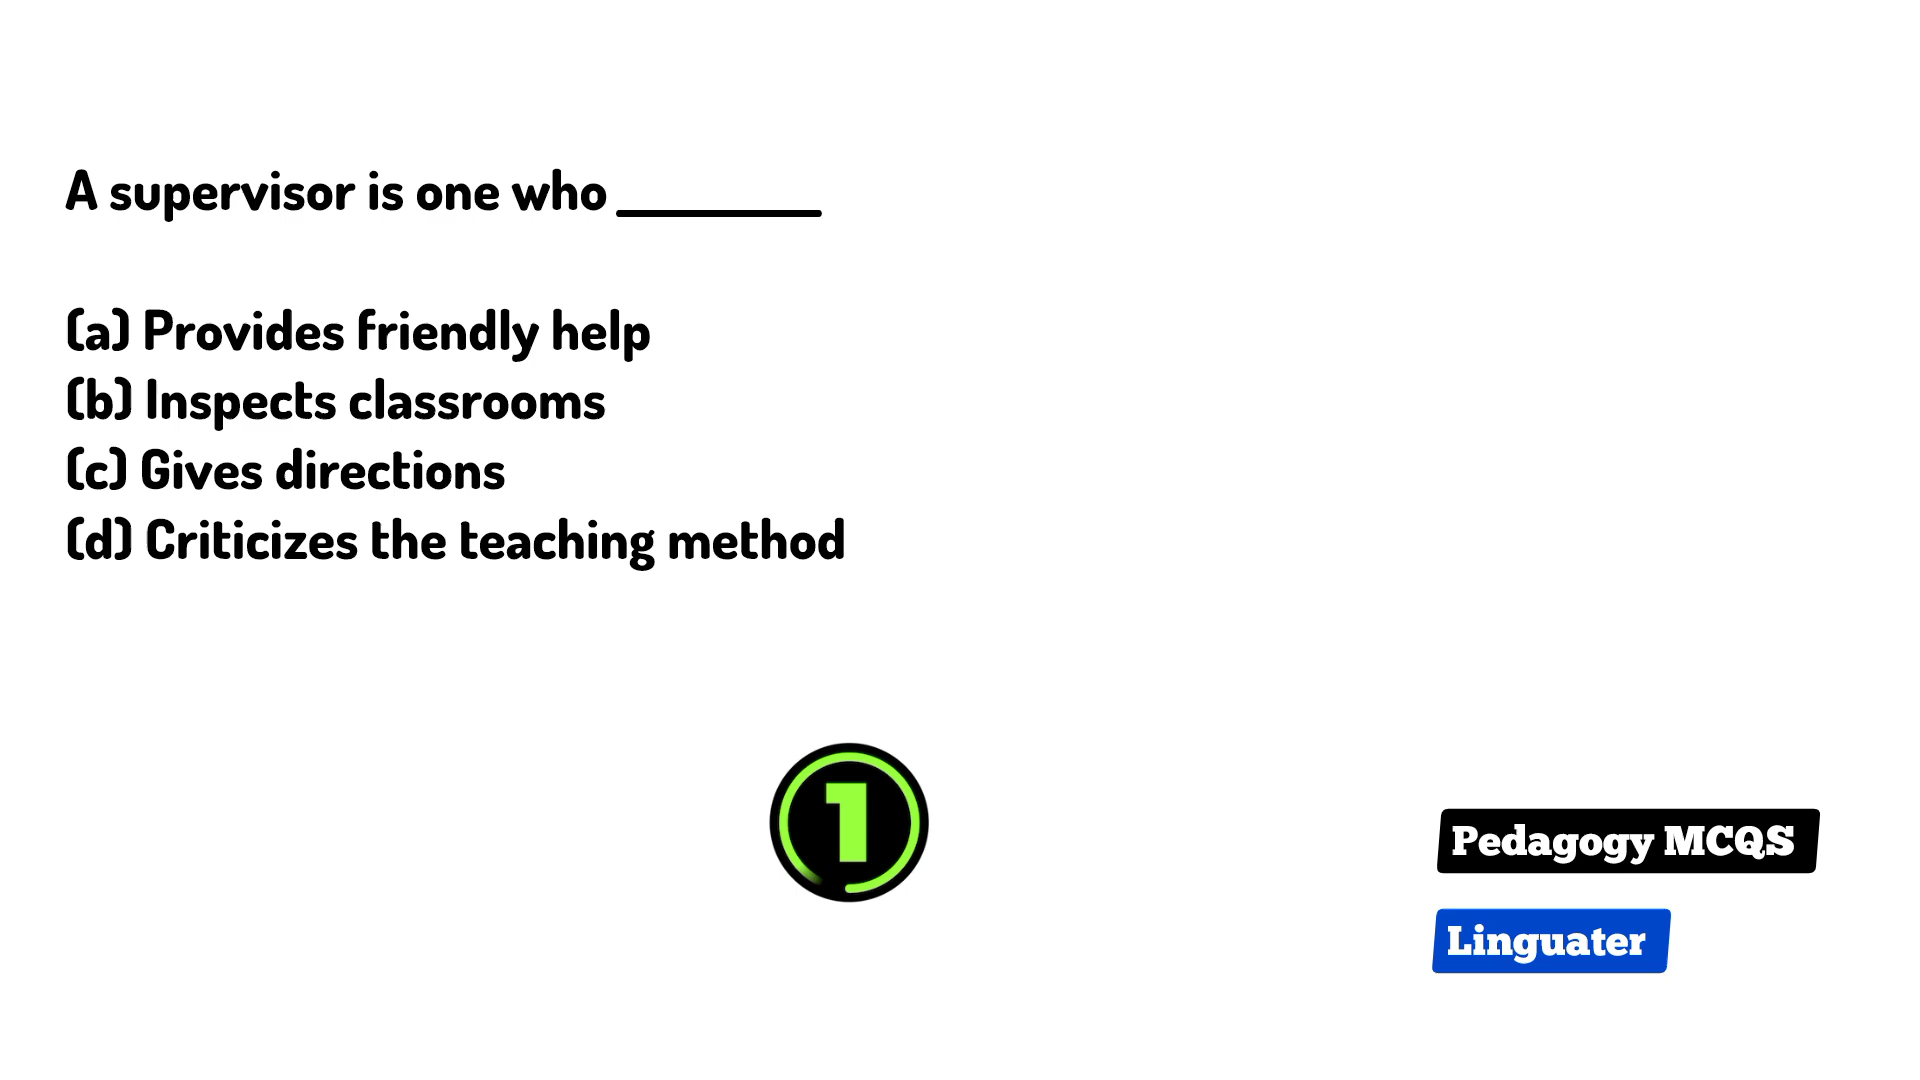 A supervisor is one who ________
(a) Provides friendly help
(b) Inspects classrooms
(c) Gives directions
(d) Criticizes the teaching method
1
Pedagogy MCQS
Linguater